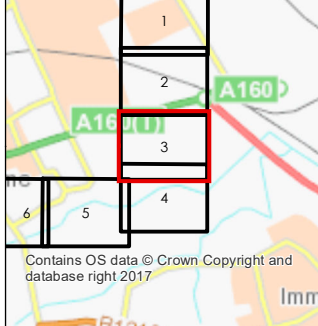 1
2
A160
A160(T)
3
4
6
5
Contains OS data © Crown Copyright and
database right 2017
Imm